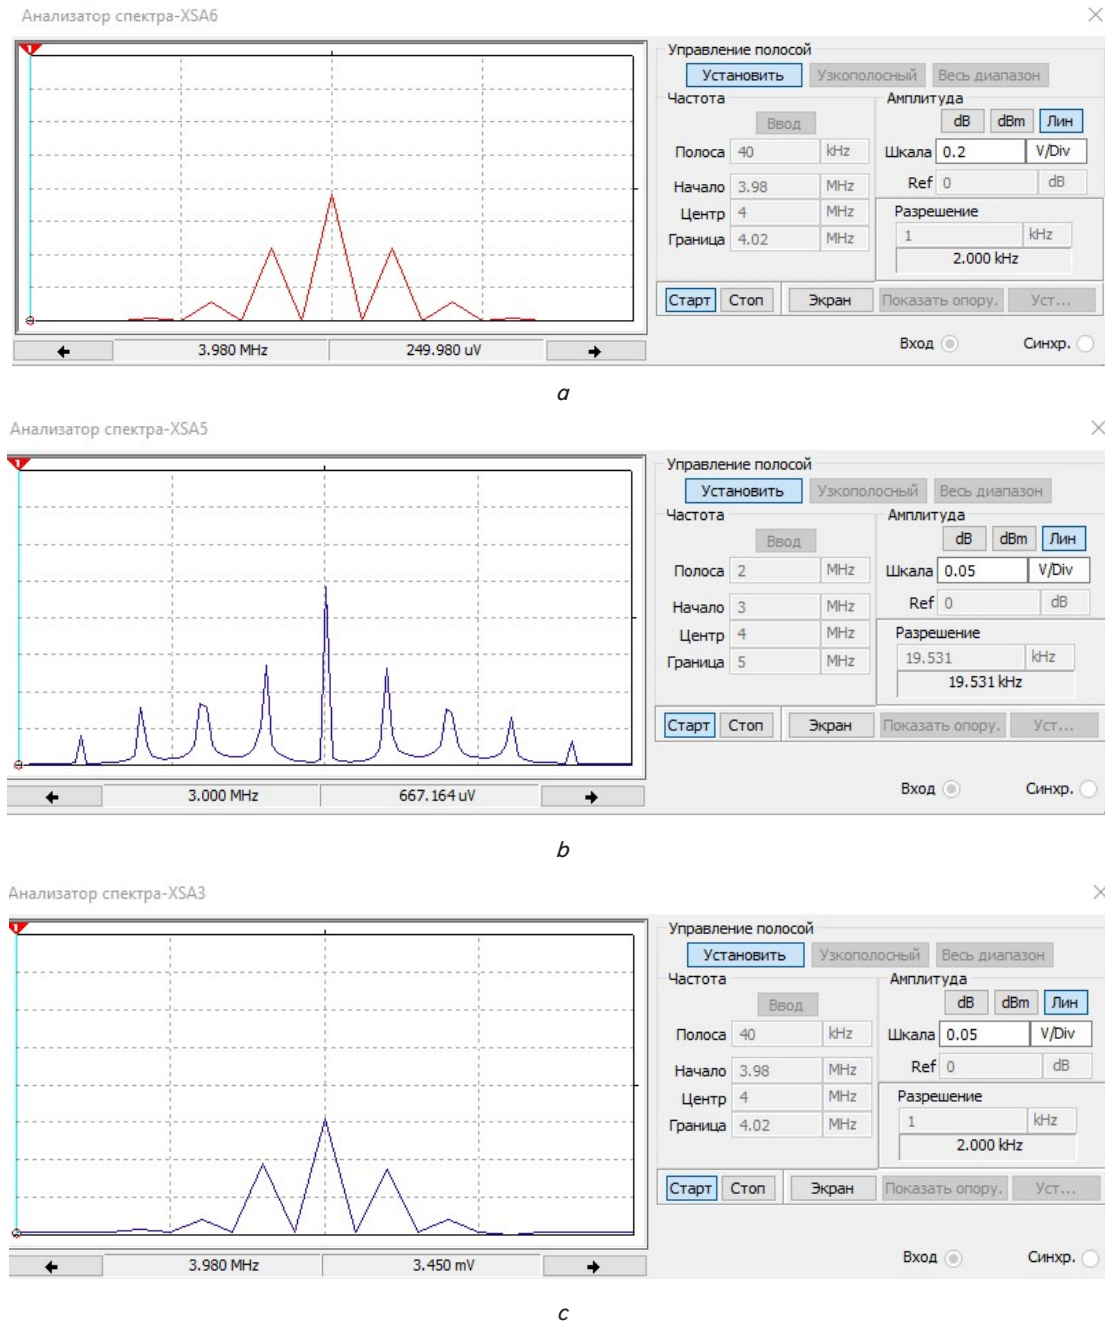 Анализатор спектра-XSA6
1
Управление полосой
Установить Узкополосный Весь диапазон
Частота Амплитуда
Ввод dB dBm Лин
Полоса 40 kHz Шкала 0.2 V/Div
Начало 3.98 MHz Ref 0 dB
Центр 4 MHz Разрешение
Граница 4.02 MHz 1 kHz
2.000 kHz
Старт Стоп Экран Показать опору. Уст...
3.980 MHz 249.980 uV Вход Синхр.
a
Анализатор спектра-XSA5
1
Управление полосой
Установить Узкополосный Весь диапазон
Частота Амплитуда
Ввод dB dBm Лин
Полоса 2 MHz Шкала 0.05 V/Div
Начало 3 MHz Ref 0 dB
Центр 4 MHz Разрешение
Граница 5 MHz 19.531 kHz
19.531 kHz
Старт Стоп Экран Показать опору. Уст...
3.000 MHz 667.164 uV Вход Синхр.
b
Анализатор спектра-XSA3
1
Управление полосой
Установить Узкополосный Весь диапазон
Частота Амплитуда
Ввод dB dBm Лин
Полоса 40 kHz Шкала 0.05 V/Div
Начало 3.98 MHz Ref 0 dB
Центр 4 MHz Разрешение
Граница 4.02 MHz 1 kHz
2.000 kHz
Старт Стоп Экран Показать опору. Уст...
3.980 MHz 3.450 mV Вход Синхр.
c